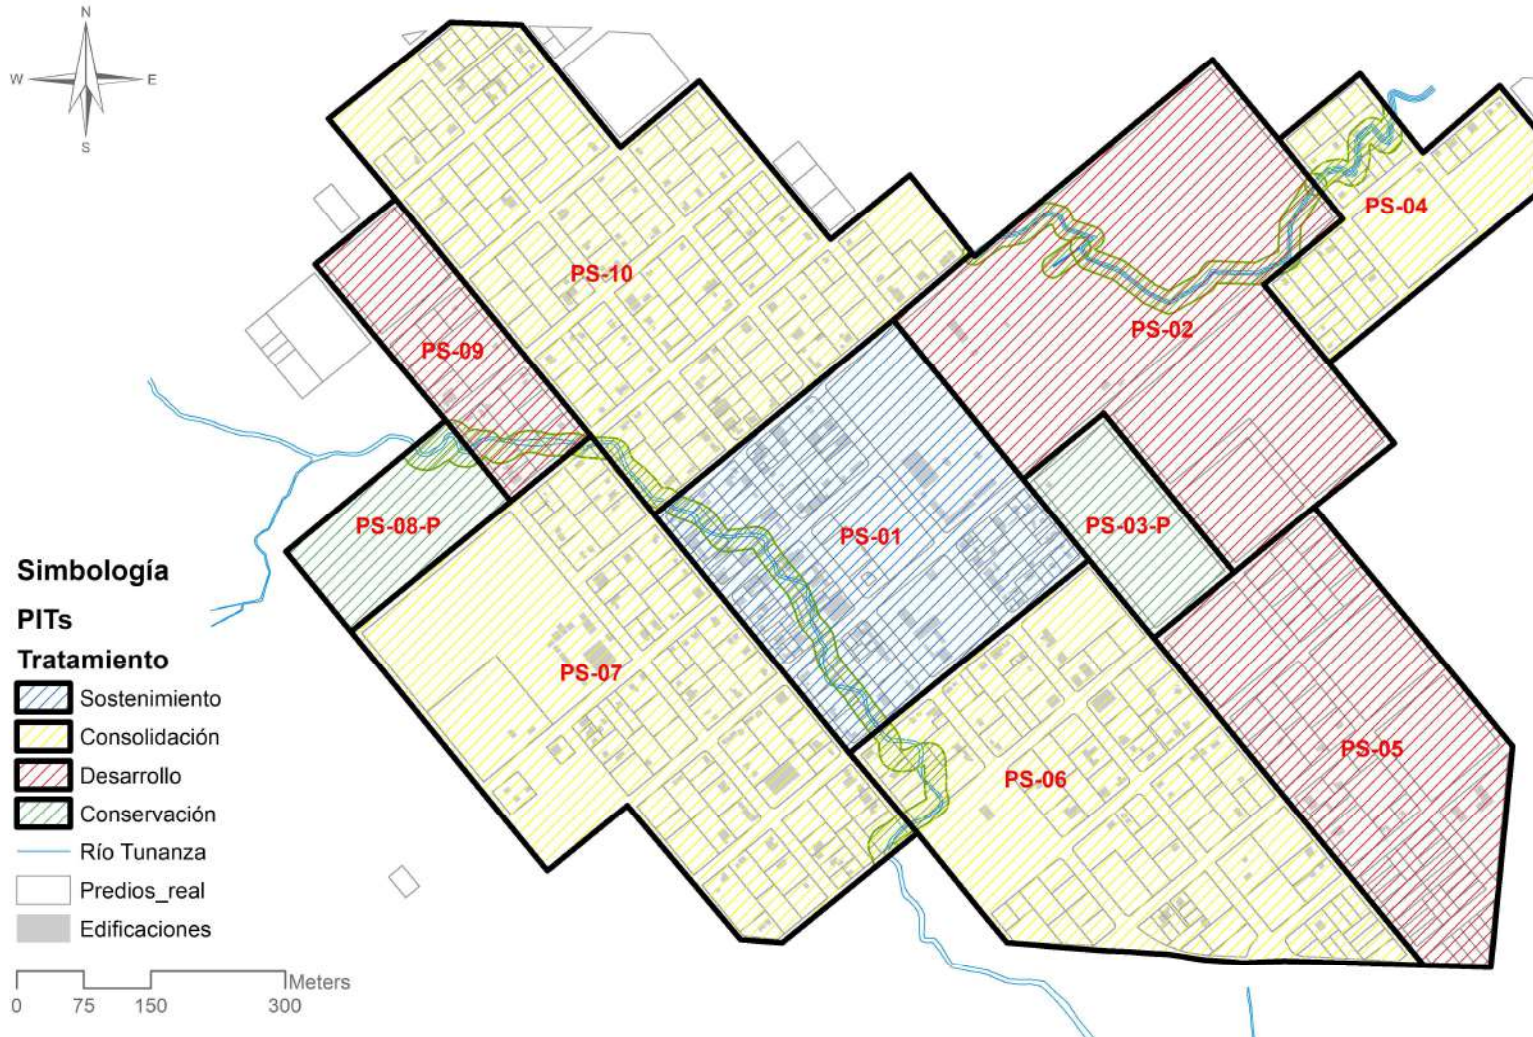 N
W E
S
PS-10
PS-04
PS-02
PS-09
PS-08-P
PS-01
PS-03-P
PS-07
PS-06
PS-05
Simbología
PITs
Tratamiento
Sostenimiento
Consolidación
Desarrollo
Conservación
Río Tunanza
Predios_real
Edificaciones
Meters
0 75 150 300